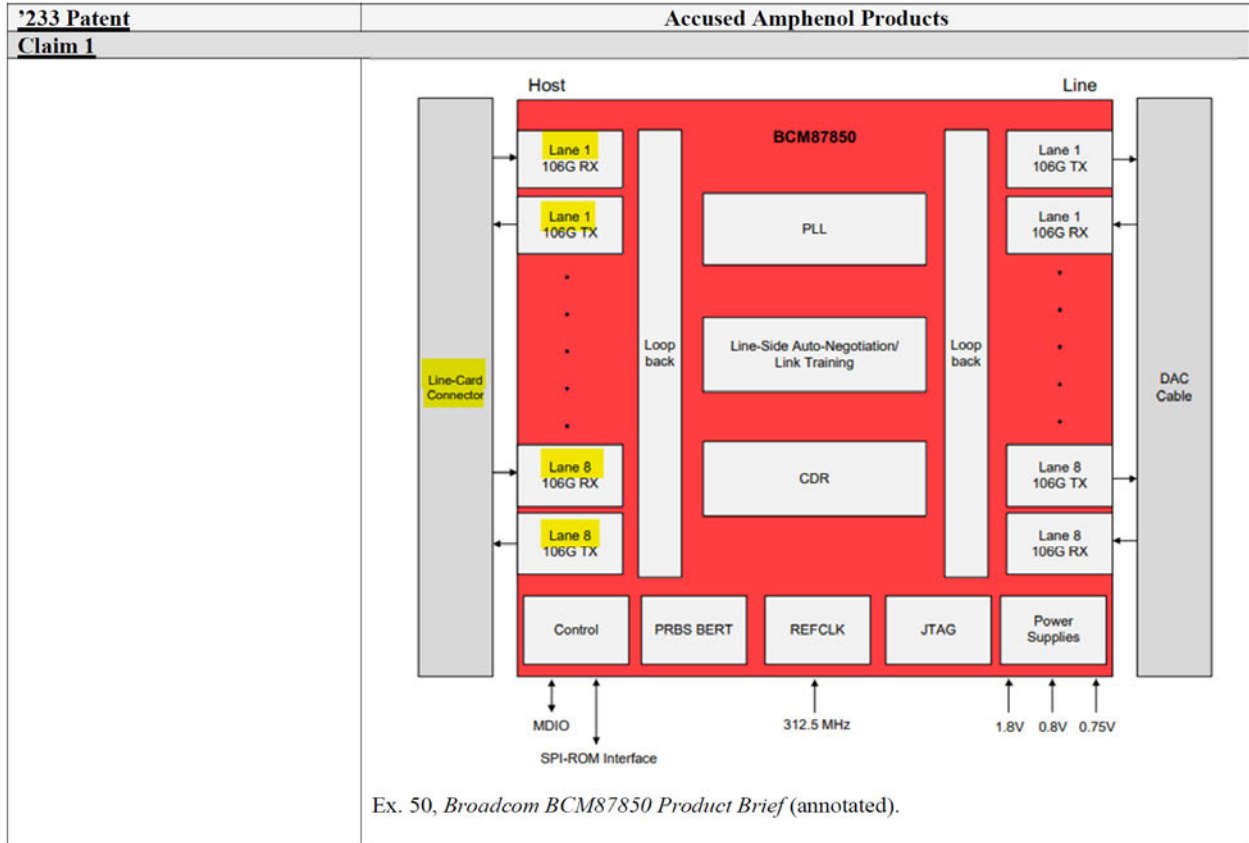 '233 Patent
Accused Amphenol Products
Claim 1
Host
Line
BCM87850
Line-Card
Connector
Lane 1
106G RX
Lane 1
106G TX
Lane 8
106G RX
Lane 8
106G TX
Loop
back
PLL
Line-Side Auto-Negotiation/
Link Training
CDR
Loop
back
Lane 1
106G TX
Lane 1
106G RX
Lane 8
106G TX
Lane 8
106G RX
DAC
Cable
Control
PRBS BERT
REFCLK
JTAG
Power
Supplies
MDIO
SPI-ROM Interface
312.5 MHz
1.8V
0.8V
0.75V
Ex. 50, Broadcom BCM87850 Product Brief (annotated).